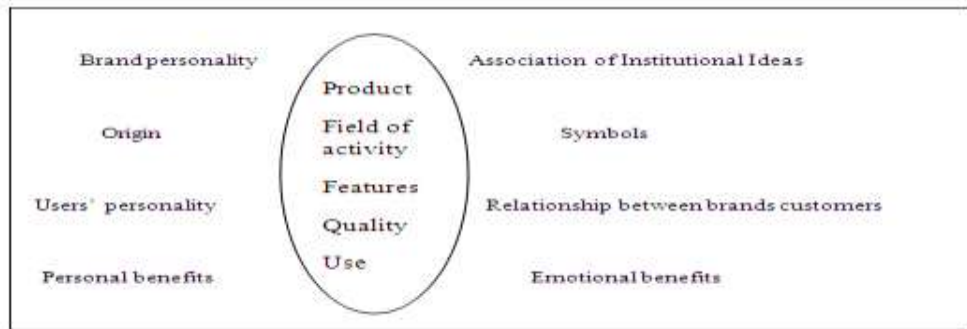 Brand personality
Origin
Users' personality
Personal benefits
Product
Field of
activity
Features
Quality
Use
Association of Institutional Ideas
Symbols
Relationship between brands customers
Emotional benefits